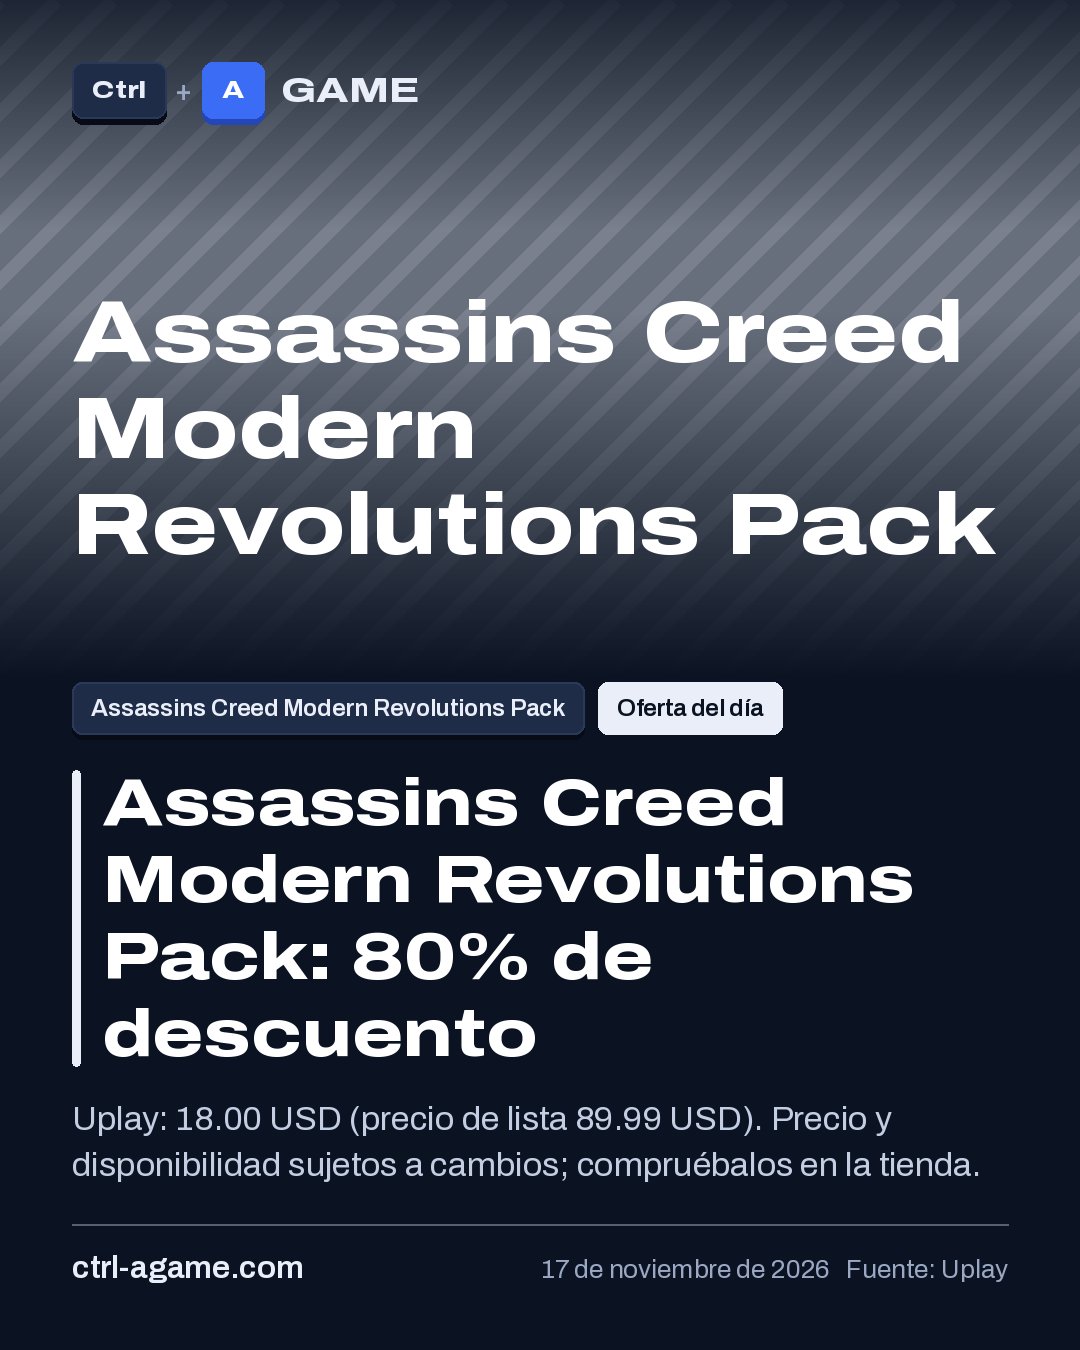 Ctrl + A GAME
Assassins Creed
Modern
Revolutions Pack
Assassins Creed Modern Revolutions Pack Oferta del día
Assassins Creed
Modern Revolutions
Pack: 80% de
descuento
Uplay: 18.00 USD (precio de lista 89.99 USD). Precio y
disponibilidad sujetos a cambios; compruébalos en la tienda.
ctrl-agame.com 17 de noviembre de 2026 Fuente: Uplay